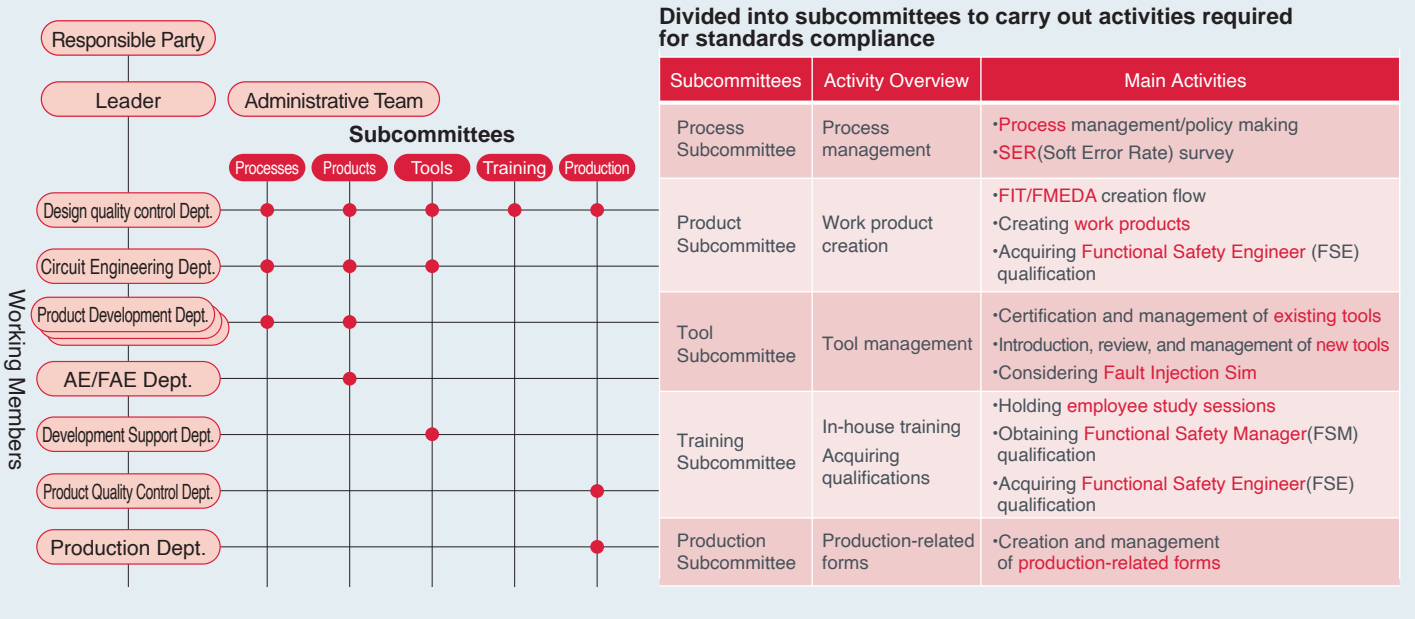 Responsible Party
Leader
Administrative Team
Subcommittees
Processes
Products
Tools
Training
Production
Working Members
Design quality control Dept.
Circuit Engineering Dept.
Product Development Dept.
AE/FAE Dept.
Development Support Dept.
Product Quality Control Dept.
Production Dept.
Divided into subcommittees to carry out activities required
for standards compliance
Subcommittees
Activity Overview
Main Activities
Process
Subcommittee
Process
management
・Process management/policy making
・SER(Soft Error Rate) survey
Product
Subcommittee
Work product
creation
・FIT/FMEDA creation flow
・Creating work products
・Acquiring Functional Safety Engineer (FSE)
qualification
Tool
Subcommittee
Tool management
・Certification and management of existing tools
・Introduction, review, and management of new tools
・Considering Fault Injection Sim
Training
Subcommittee
In-house training
Acquiring
qualifications
・Holding employee study sessions
・Obtaining Functional Safety Manager(FSM)
qualification
・Acquiring Functional Safety Engineer(FSE)
qualification
Production
Subcommittee
Production-related
forms
・Creation and management
of production-related forms